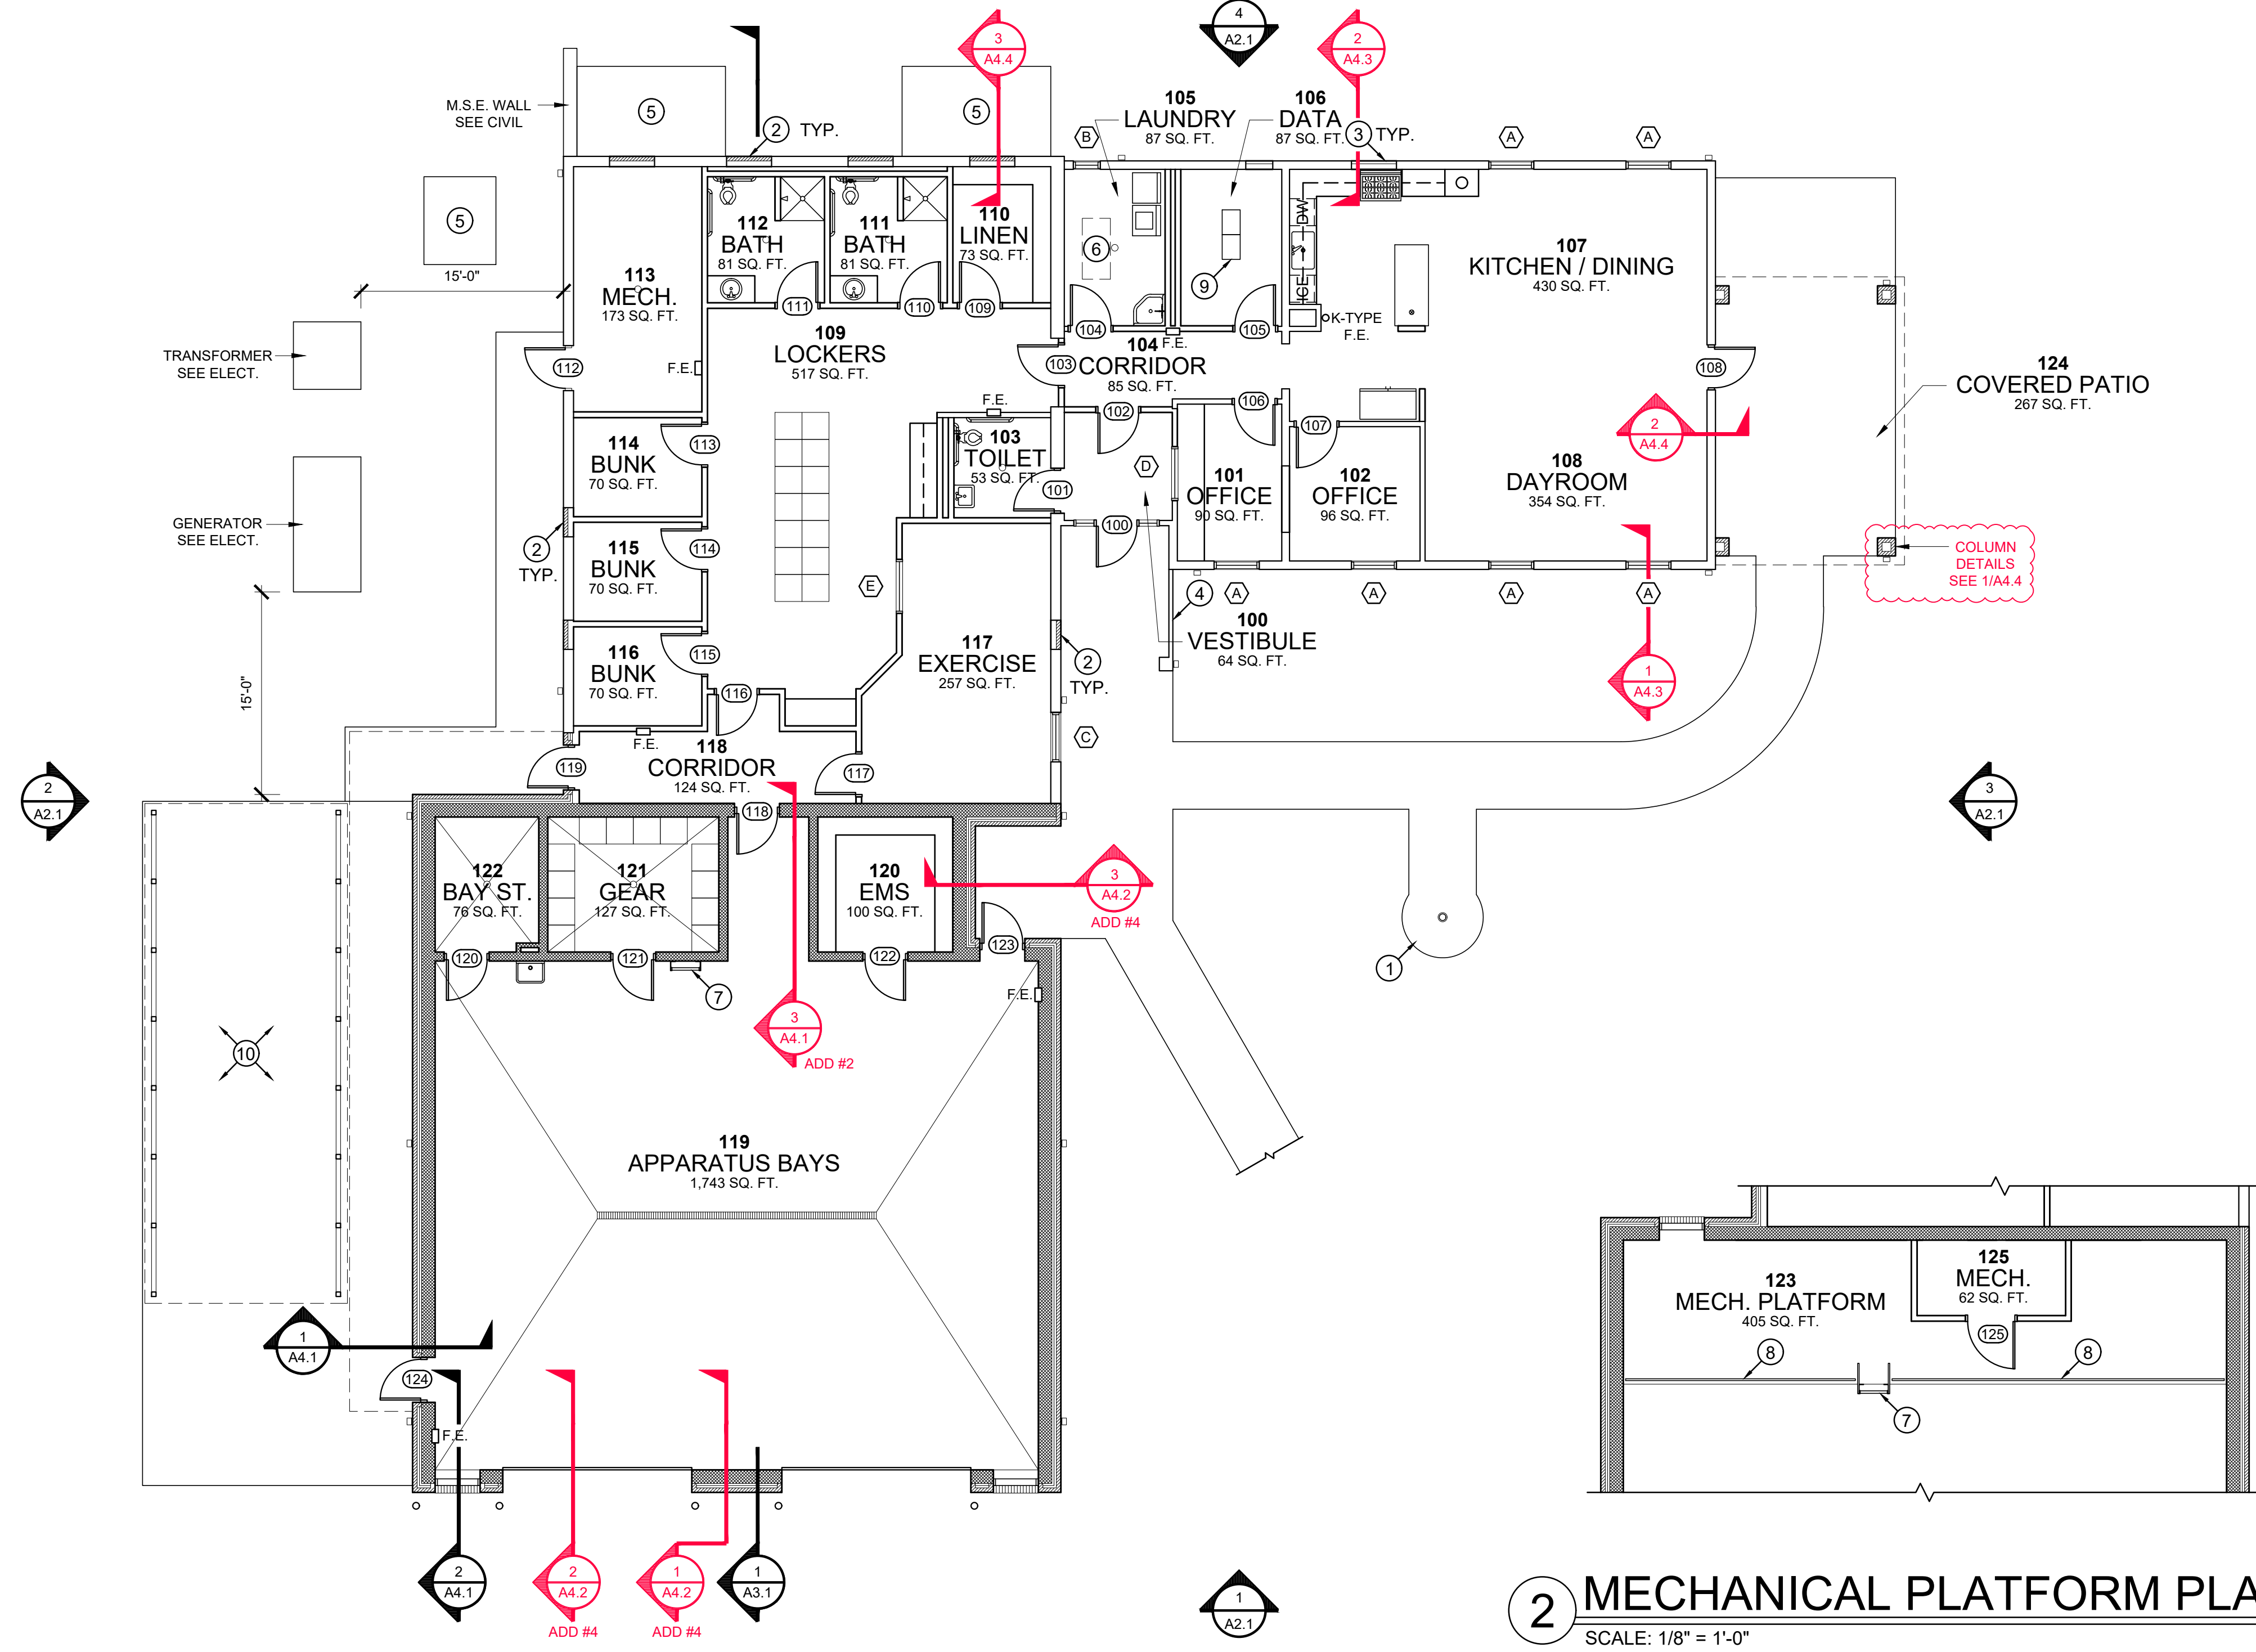 4
A2.1
3
A4.4
2
A4.3
M.S.E. WALL
SEE CIVIL
5
5
2 TYP.
105
LAUNDRY
87 SQ. FT.
106
DATA
87 SQ. FT.
3 TYP.
B
A
A
5
15'-0"
112
BATH
81 SQ. FT.
111
BATH
81 SQ. FT.
110
LINEN
73 SQ. FT.
6
9
DW
ICE
107
KITCHEN / DINING
430 SQ. FT.
113
MECH.
173 SQ. FT.
111
110
109
104
105
K-TYPE
F.E.
TRANSFORMER
SEE ELECT.
112
F.E.
109
LOCKERS
517 SQ. FT.
103
104
CORRIDOR
85 SQ. FT.
F.E.
108
124
COVERED PATIO
267 SQ. FT.
F.E.
102
106
107
2
A4.4
114
BUNK
70 SQ. FT.
113
103
TOILET
53 SQ. FT.
101
D
101
OFFICE
90 SQ. FT.
102
OFFICE
96 SQ. FT.
108
DAYROOM
354 SQ. FT.
GENERATOR
SEE ELECT.
2
TYP.
100
115
BUNK
70 SQ. FT.
114
E
COLUMN
DETAILS
SEE 1/A4.4
4
A
A
A
A
100
VESTIBULE
64 SQ. FT.
15'-0"
116
BUNK
70 SQ. FT.
115
117
EXERCISE
257 SQ. FT.
2
TYP.
1
A4.3
116
F.E.
118
CORRIDOR
124 SQ. FT.
119
117
C
2
A2.1
3
A2.1
118
122
BAY ST.
76 SQ. FT.
121
GEAR
127 SQ. FT.
120
EMS
100 SQ. FT.
3
A4.2
ADD #4
120
121
122
123
7
F.E.
1
3
A4.1
ADD #2
10
119
APPARATUS BAYS
1,743 SQ. FT.
1
A4.1
124
F.E.
123
MECH. PLATFORM
405 SQ. FT.
125
MECH.
62 SQ. FT.
125
8
8
7
2
A4.1
2
A4.2
ADD #4
1
A4.2
ADD #4
1
A3.1
1
A2.1
2 MECHANICAL PLATFORM PLA
SCALE: 1/8" = 1'-0"